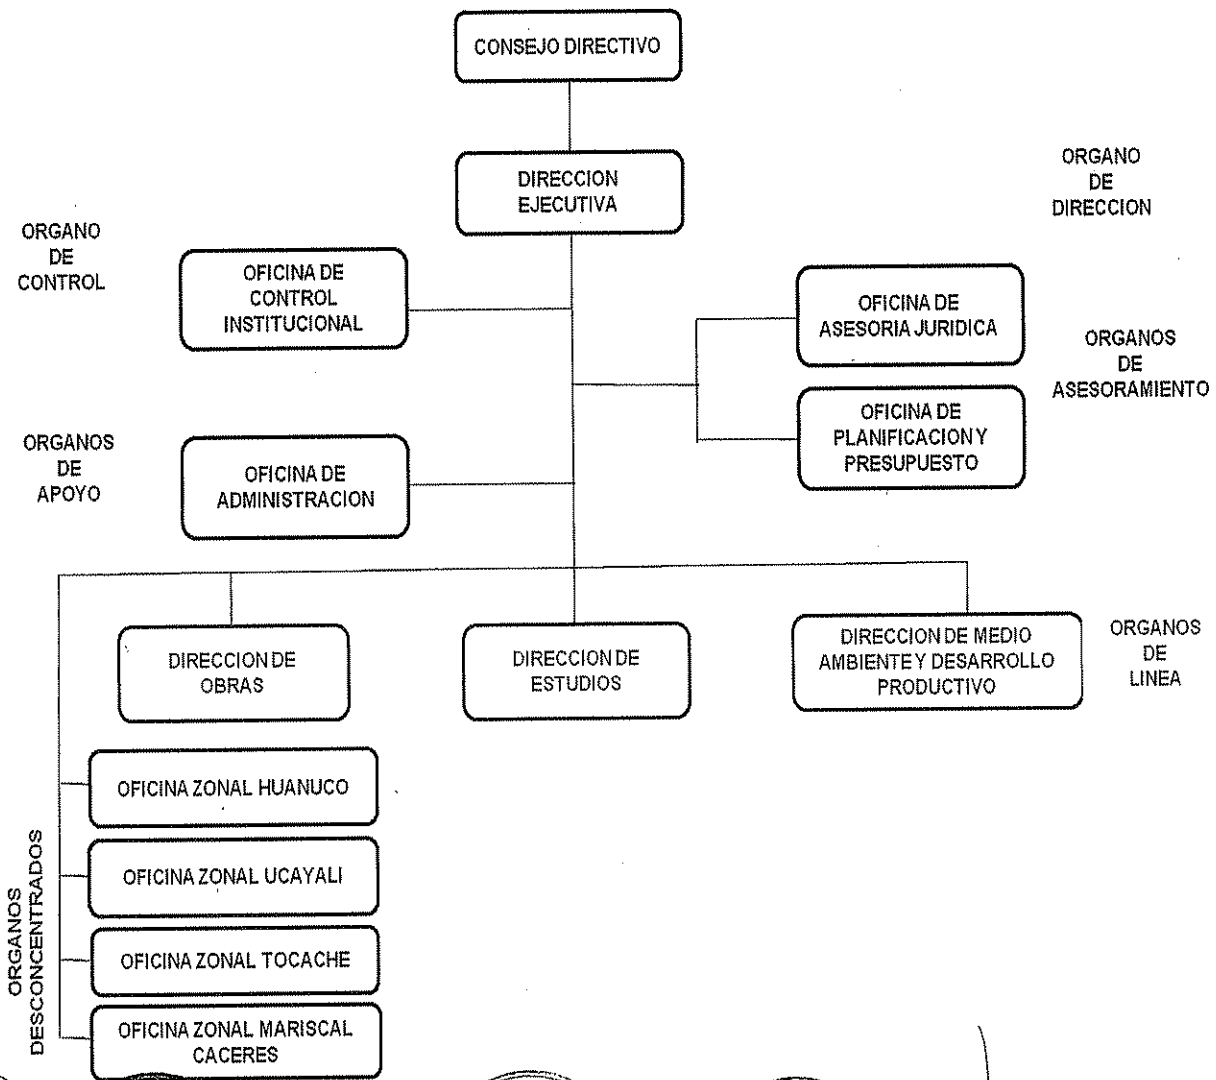 CONSEJO DIRECTIVO
DIRECCION
EJECUTIVA
ORGANO
DE
DIRECCION
ORGANO
DE
CONTROL
OFICINA DE
CONTROL
INSTITUCIONAL
OFICINA DE
ASESORIA JURIDICA
ORGANOS
DE
ASESORAMIENTO
OFICINA DE
PLANIFICACION Y
PRESUPUESTO
ORGANOS
DE
APOYO
OFICINA DE
ADMINISTRACION
DIRECCION DE
OBRAS
DIRECCION DE
ESTUDIOS
DIRECCION DE MEDIO
AMBIENTE Y DESARROLLO
PRODUCTIVO
ORGANOS
DE
LINEA
ORGANOS
DESCONCENTRADOS
OFICINA ZONAL HUANUCO
OFICINA ZONAL UCAYALI
OFICINA ZONAL TOCACHE
OFICINA ZONAL MARISCAL
CACERES